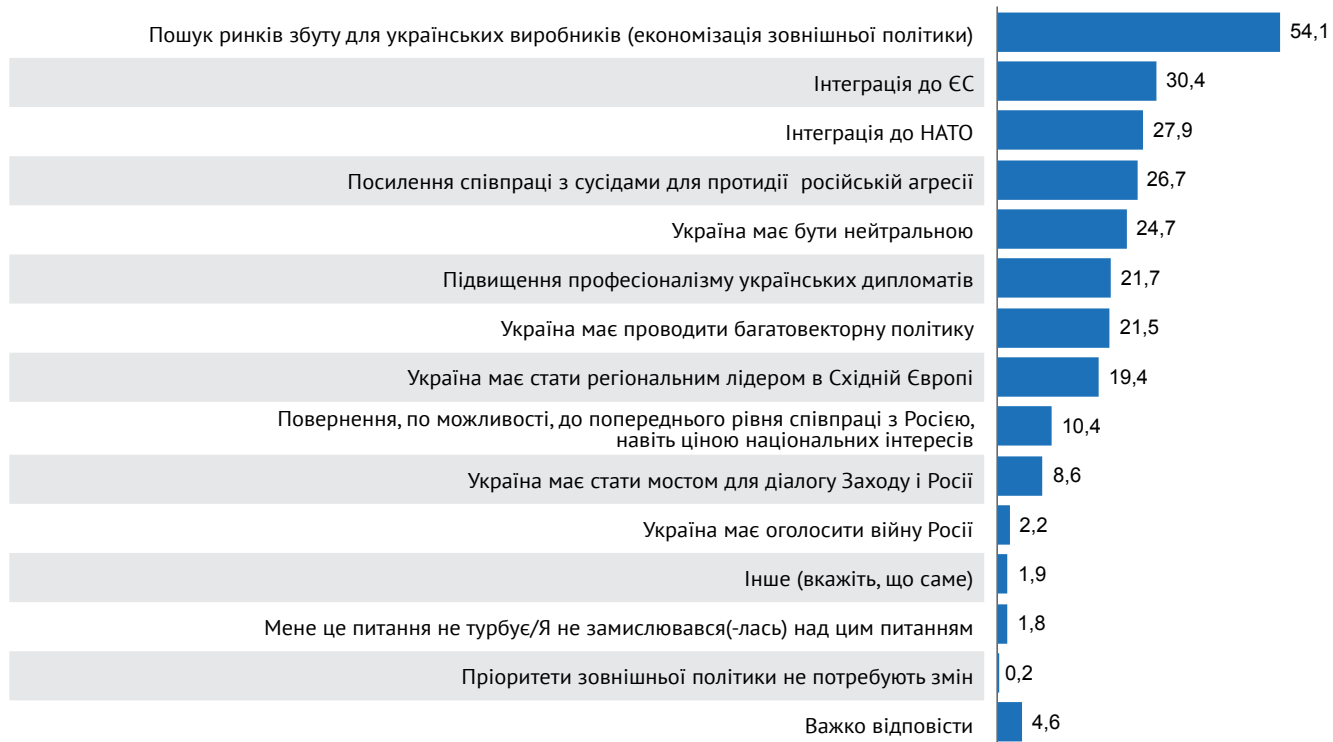 Пошук ринків збуту для українських виробників (економізація зовнішньої політики) 54,1
Інтеграція до ЄС 30,4
Інтеграція до НАТО 27,9
Посилення співпраці з сусідами для протидії російській агресії 26,7
Україна має бути нейтральною 24,7
Підвищення професіоналізму українських дипломатів 21,7
Україна має проводити багатовекторну політику 21,5
Україна має стати регіональним лідером в Східній Європі 19,4
Повернення, по можливості, до попереднього рівня співпраці з Росією,
навіть ціною національних інтересів 10,4
Україна має стати мостом для діалогу Заходу і Росії 8,6
Україна має оголосити війну Росії 2,2
Інше (вкажіть, що саме) 1,9
Мене це питання не турбує/Я не замислювався(-лась) над цим питанням 1,8
Пріоритети зовнішньої політики не потребують змін 0,2
Важко відповісти 4,6